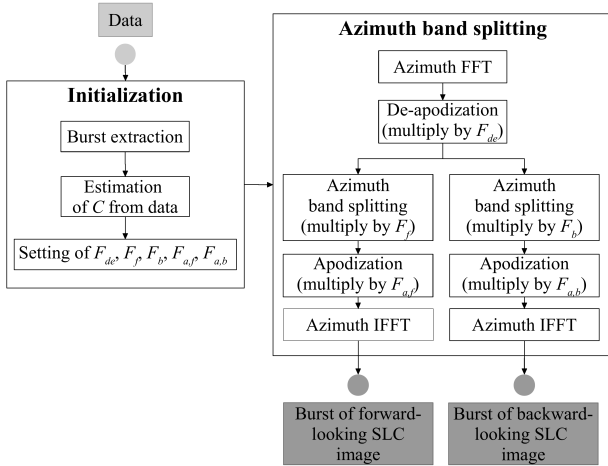 Data
Initialization
Burst extraction
Estimation
of C from data
Setting of F_de, F_f, F_b, F_a,f, F_a,b
Azimuth band splitting
Azimuth FFT
De-apodization
(multiply by F_de)
Azimuth
band splitting
(multiply by F_f)
Apodization
(multiply by F_a,f)
Azimuth IFFT
Burst of forward-
looking SLC
image
Azimuth
band splitting
(multiply by F_b)
Apodization
(multiply by F_a,b)
Azimuth IFFT
Burst of backward-
looking SLC
image